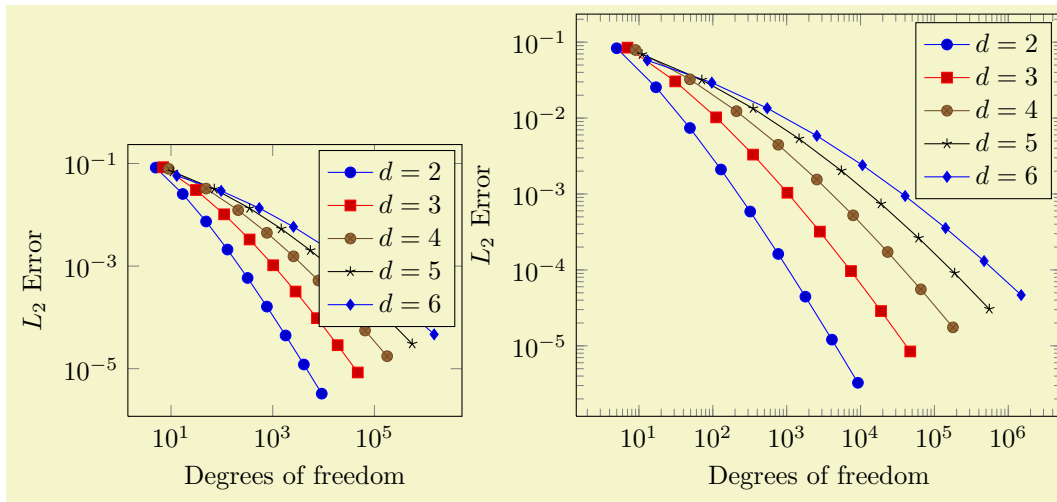 10^{-1}
10^{-3}
10^{-5}
L_2 Error
10^1 10^3 10^5
Degrees of freedom
d = 2
d = 3
d = 4
d = 5
d = 6
10^{-1}
10^{-2}
10^{-3}
10^{-4}
10^{-5}
L_2 Error
10^1 10^2 10^3 10^4 10^5 10^6
Degrees of freedom
d = 2
d = 3
d = 4
d = 5
d = 6